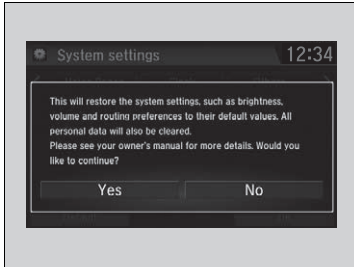 System settings
12:34
This will restore the system settings, such as brightness,
volume and routing preferences to their default values. All
personal data will also be cleared.
Please see your owner's manual for more details. Would you
like to continue?
Yes
No